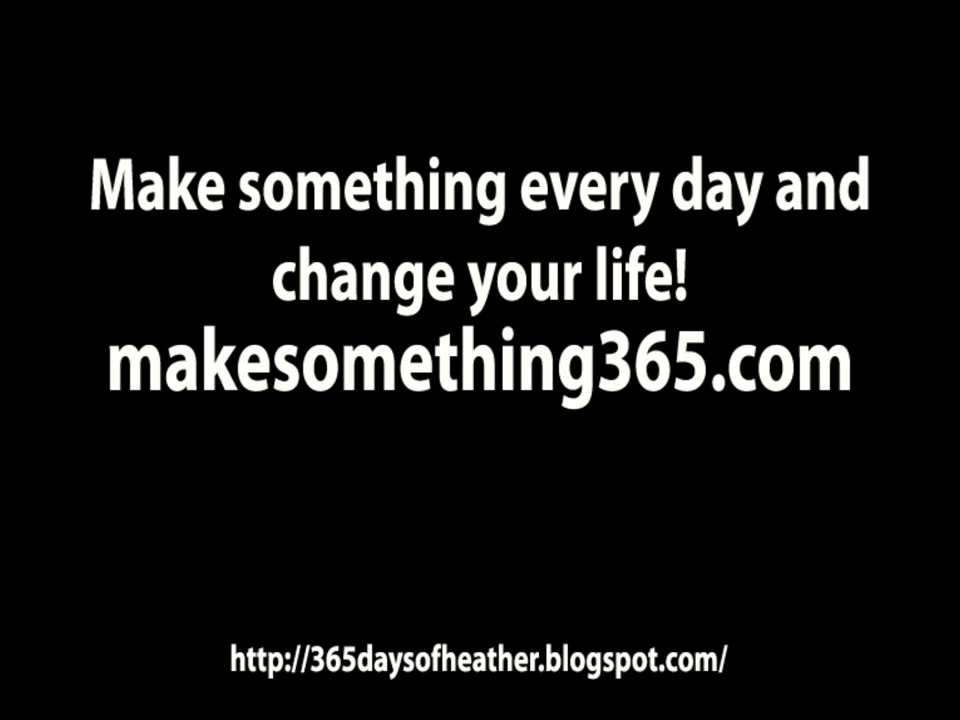 Make something every day and
change your life!
makesomething365.com
http://365daysofheather.blogspot.com/